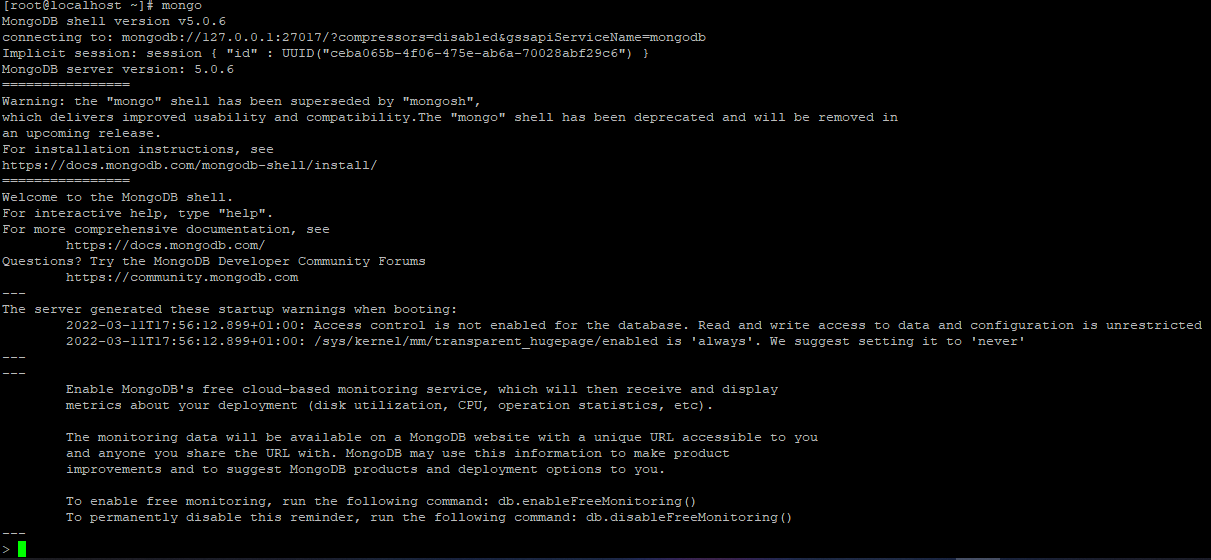 [root@localhost ~]# mongo
MongoDB shell version v5.0.6
connecting to: mongodb://127.0.0.1:27017/?compressors=disabled&gssapiServiceName=mongodb
Implicit session: session { "id" : UUID("ceba065b-4f06-475e-ab6a-70028abf29c6") }
MongoDB server version: 5.0.6
================
Warning: the "mongo" shell has been superseded by "mongosh",
which delivers improved usability and compatibility.The "mongo" shell has been deprecated and will be removed in
an upcoming release.
For installation instructions, see
https://docs.mongodb.com/mongodb-shell/install/
================
Welcome to the MongoDB shell.
For interactive help, type "help".
For more comprehensive documentation, see
        https://docs.mongodb.com/
Questions? Try the MongoDB Developer Community Forums
        https://community.mongodb.com
---
The server generated these startup warnings when booting:
        2022-03-11T17:56:12.899+01:00: Access control is not enabled for the database. Read and write access to data and configuration is unrestricted
        2022-03-11T17:56:12.899+01:00: /sys/kernel/mm/transparent_hugepage/enabled is 'always'. We suggest setting it to 'never'
---
---
        Enable MongoDB's free cloud-based monitoring service, which will then receive and display
        metrics about your deployment (disk utilization, CPU, operation statistics, etc).

        The monitoring data will be available on a MongoDB website with a unique URL accessible to you
        and anyone you share the URL with. MongoDB may use this information to make product
        improvements and to suggest MongoDB products and deployment options to you.

        To enable free monitoring, run the following command: db.enableFreeMonitoring()
        To permanently disable this reminder, run the following command: db.disableFreeMonitoring()
---
>